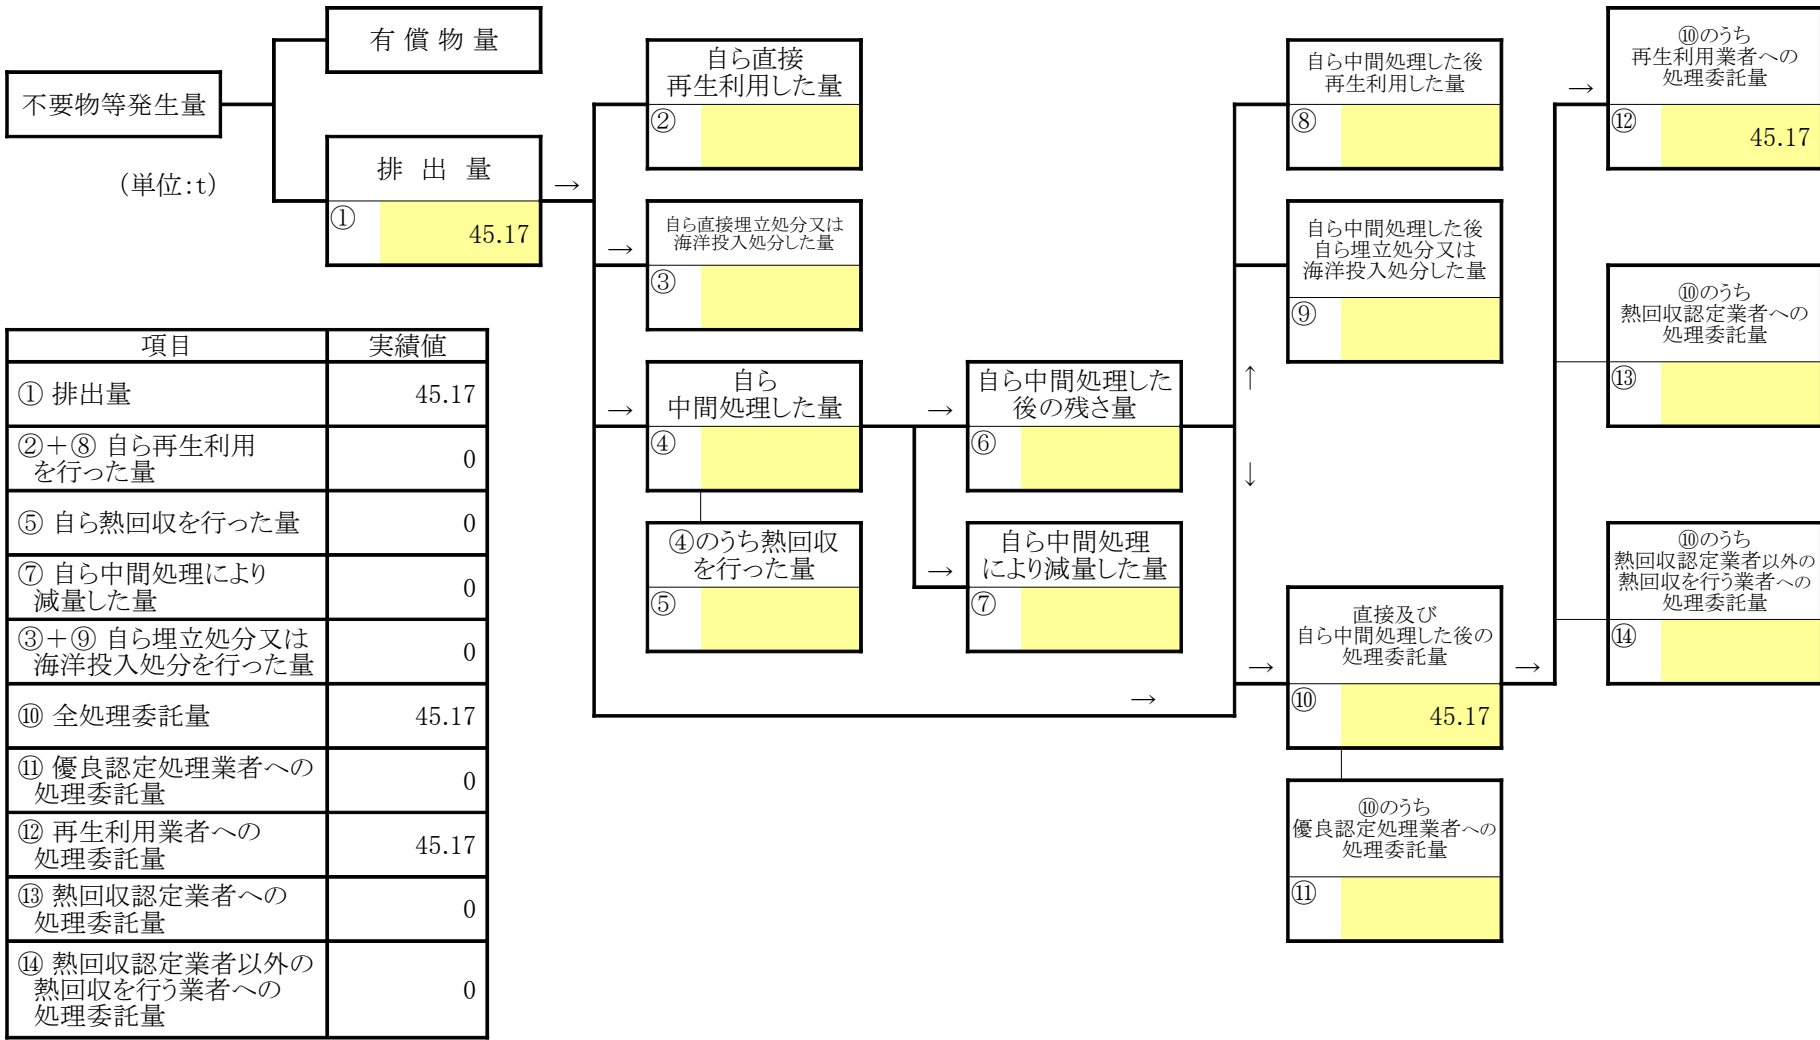 有 償 物 量
不要物等発生量
(単位:t)
排 出 量
→
①
45.17
自ら直接
再生利用した量
②
→
自ら直接埋立処分又は
海洋投入処分した量
③
→
自ら
中間処理した量
④
④のうち熱回収
を行った量
⑤
→
自ら中間処理した
後の残さ量
⑥
→
自ら中間処理
により減量した量
⑦
→
自ら中間処理した後
再生利用した量
⑧
自ら中間処理した後
自ら埋立処分又は
海洋投入処分した量
⑨
↑
↓
→
直接及び
自ら中間処理した後の
処理委託量
⑩
45.17
→
⑩のうち
優良認定処理業者への
処理委託量
⑪
→
⑩のうち
再生利用業者への
処理委託量
⑫
45.17
⑩のうち
熱回収認定業者への
処理委託量
⑬
⑩のうち
熱回収認定業者以外の
熱回収を行う業者への
処理委託量
⑭
項目 実績値
① 排出量 45.17
②+⑧ 自ら再生利用
を行った量 0
⑤ 自ら熱回収を行った量 0
⑦ 自ら中間処理により
減量した量 0
③+⑨ 自ら埋立処分又は
海洋投入処分を行った量 0
⑩ 全処理委託量 45.17
⑪ 優良認定処理業者への
処理委託量 0
⑫ 再生利用業者への
処理委託量 45.17
⑬ 熱回収認定業者への
処理委託量 0
⑭ 熱回収認定業者以外の
熱回収を行う業者への
処理委託量 0